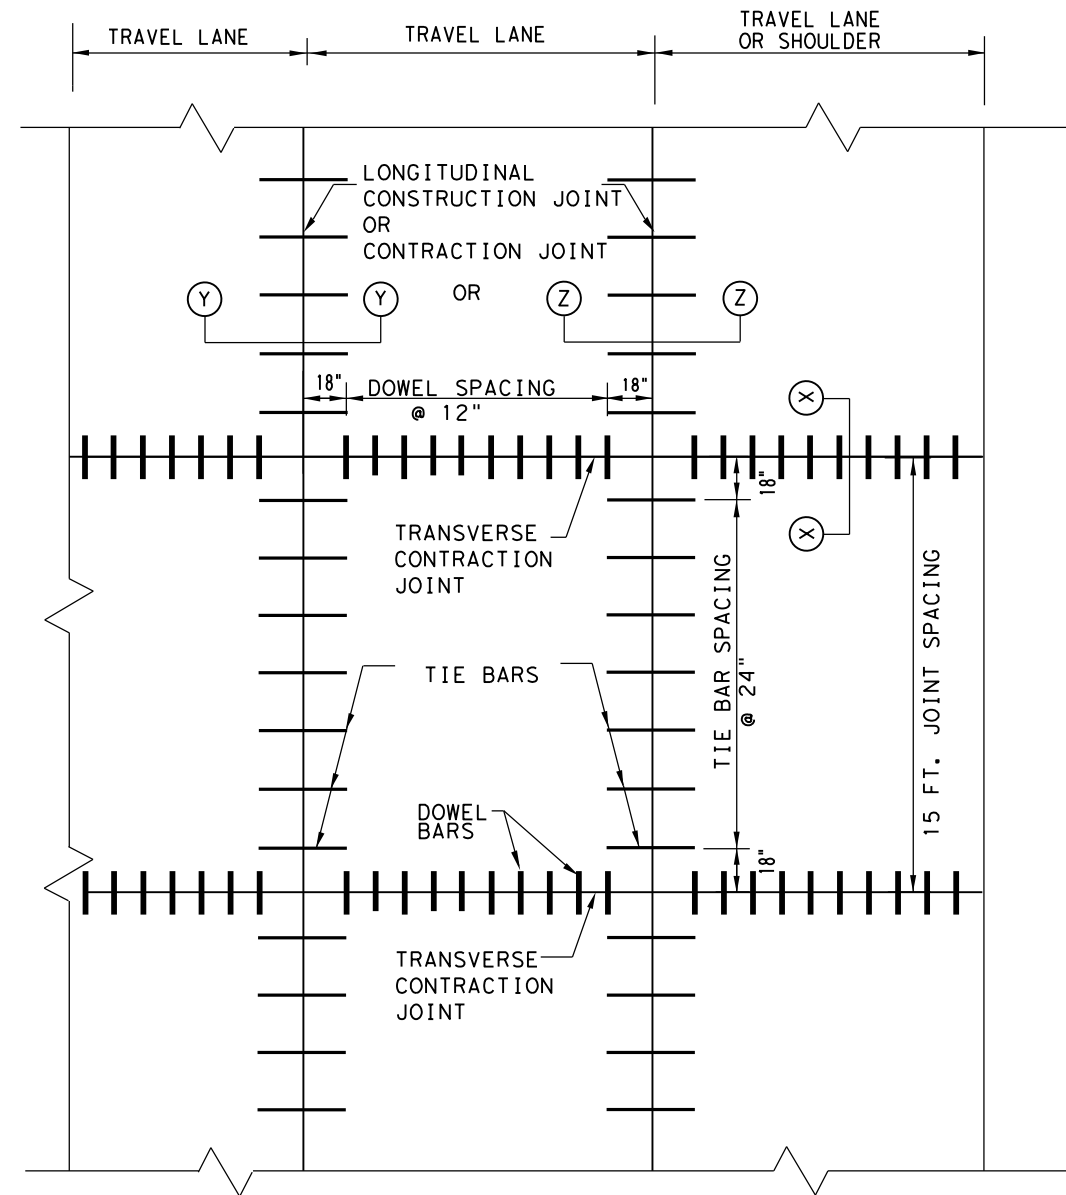 TRAVEL LANE
TRAVEL LANE
TRAVEL LANE
OR SHOULDER
LONGITUDINAL
CONSTRUCTION JOINT
OR
CONTRACTION JOINT
OR
Y
Y
Z
Z
18"
DOWEL SPACING
@ 12"
18"
X
X
18"
TRANSVERSE
CONTRACTION
JOINT
TIE BAR SPACING
@ 24"
15 FT. JOINT SPACING
TIE BARS
DOWEL
BARS
18"
TRANSVERSE
CONTRACTION
JOINT